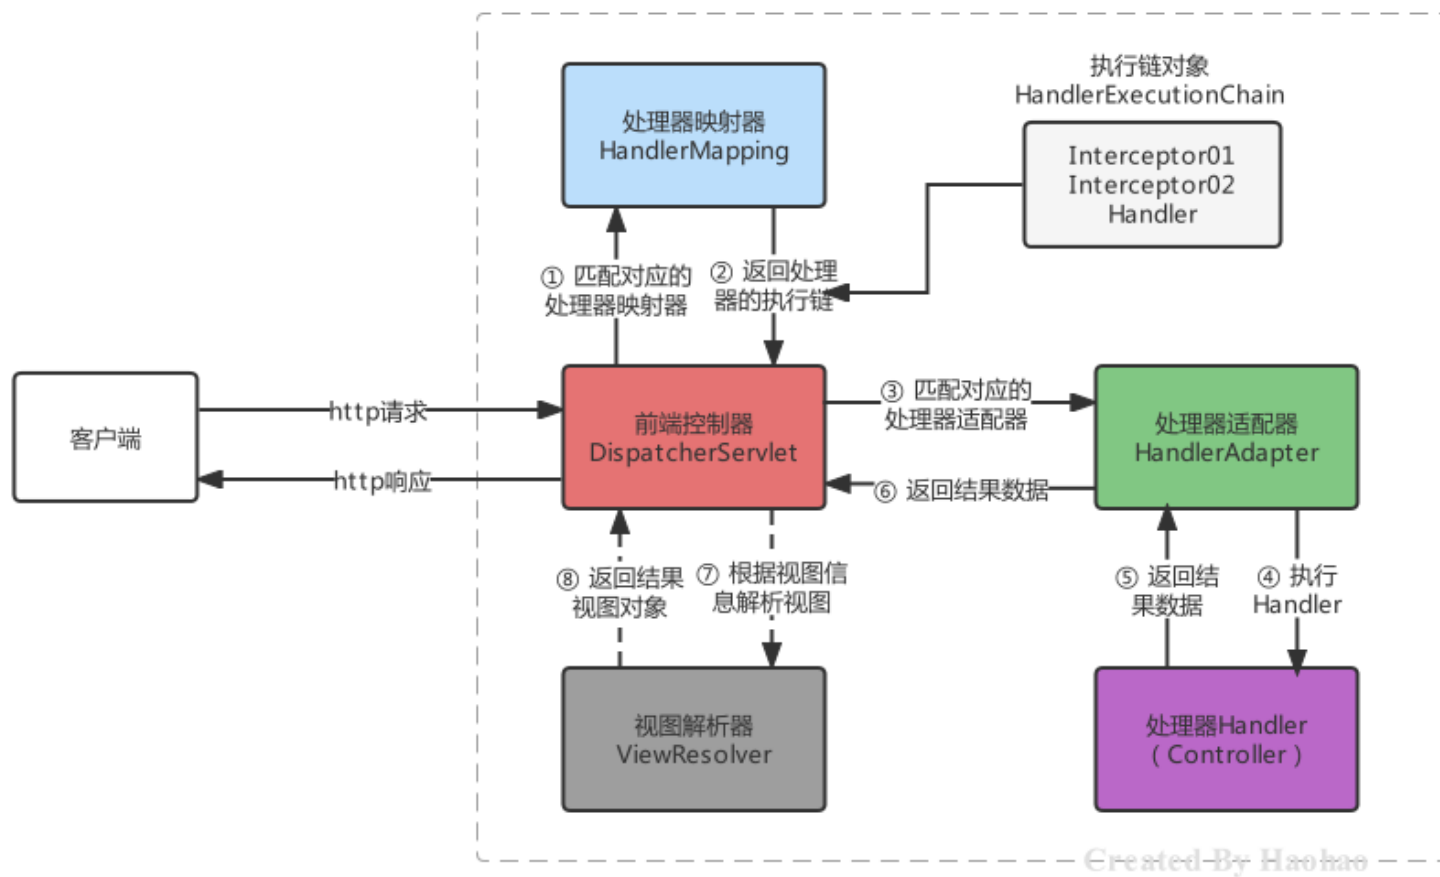 执行链对象
HandlerExecutionChain
处理器映射器
HandlerMapping
Interceptor01
Interceptor02
Handler
① 匹配对应的
处理器映射器
② 返回处理
器的执行链
客户端
http请求
http响应
前端控制器
DispatcherServlet
③ 匹配对应的
处理器适配器
⑥ 返回结果数据
处理器适配器
HandlerAdapter
⑧ 返回结果
视图对象
⑦ 根据视图信
息解析视图
⑤ 返回结
果数据
④ 执行
Handler
视图解析器
ViewResolver
处理器Handler
（Controller）
Created By Haohao